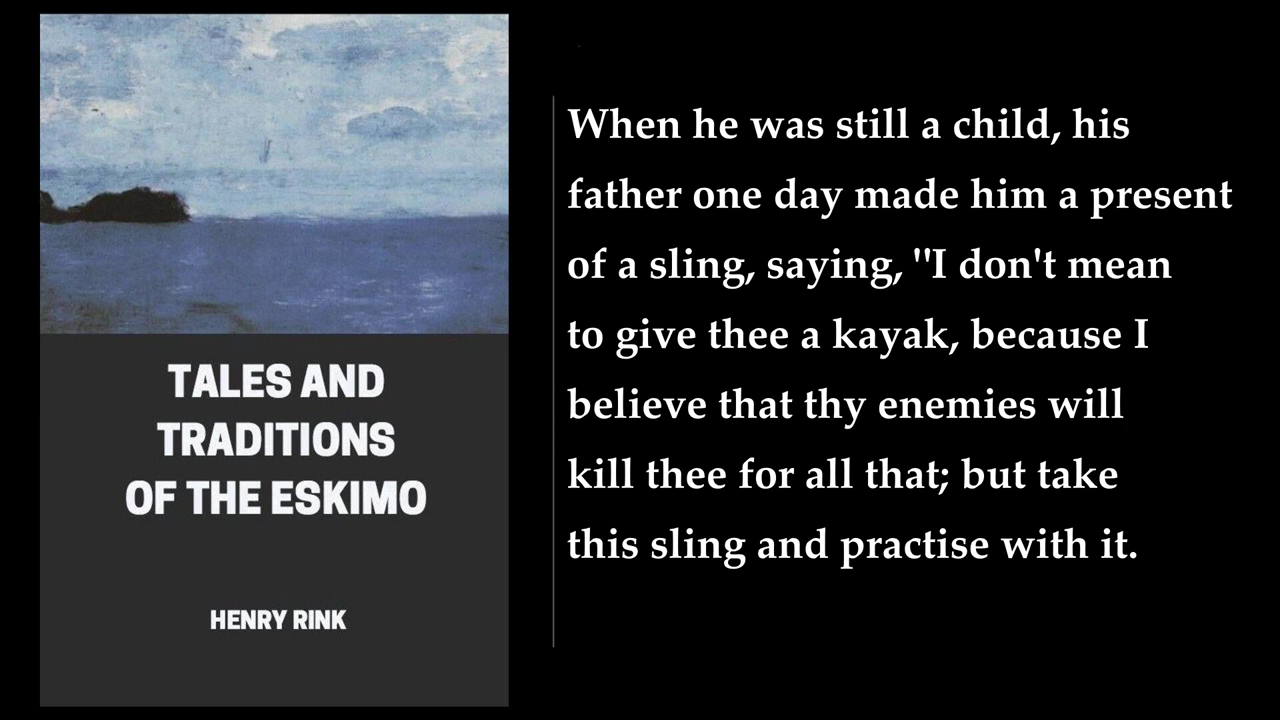 TALES AND
TRADITIONS
OF THE ESKIMO
HENRY RINK
When he was still a child, his
father one day made him a present
of a sling, saying, "I don't mean
to give thee a kayak, because I
believe that thy enemies will
kill thee for all that; but take
this sling and practise with it.